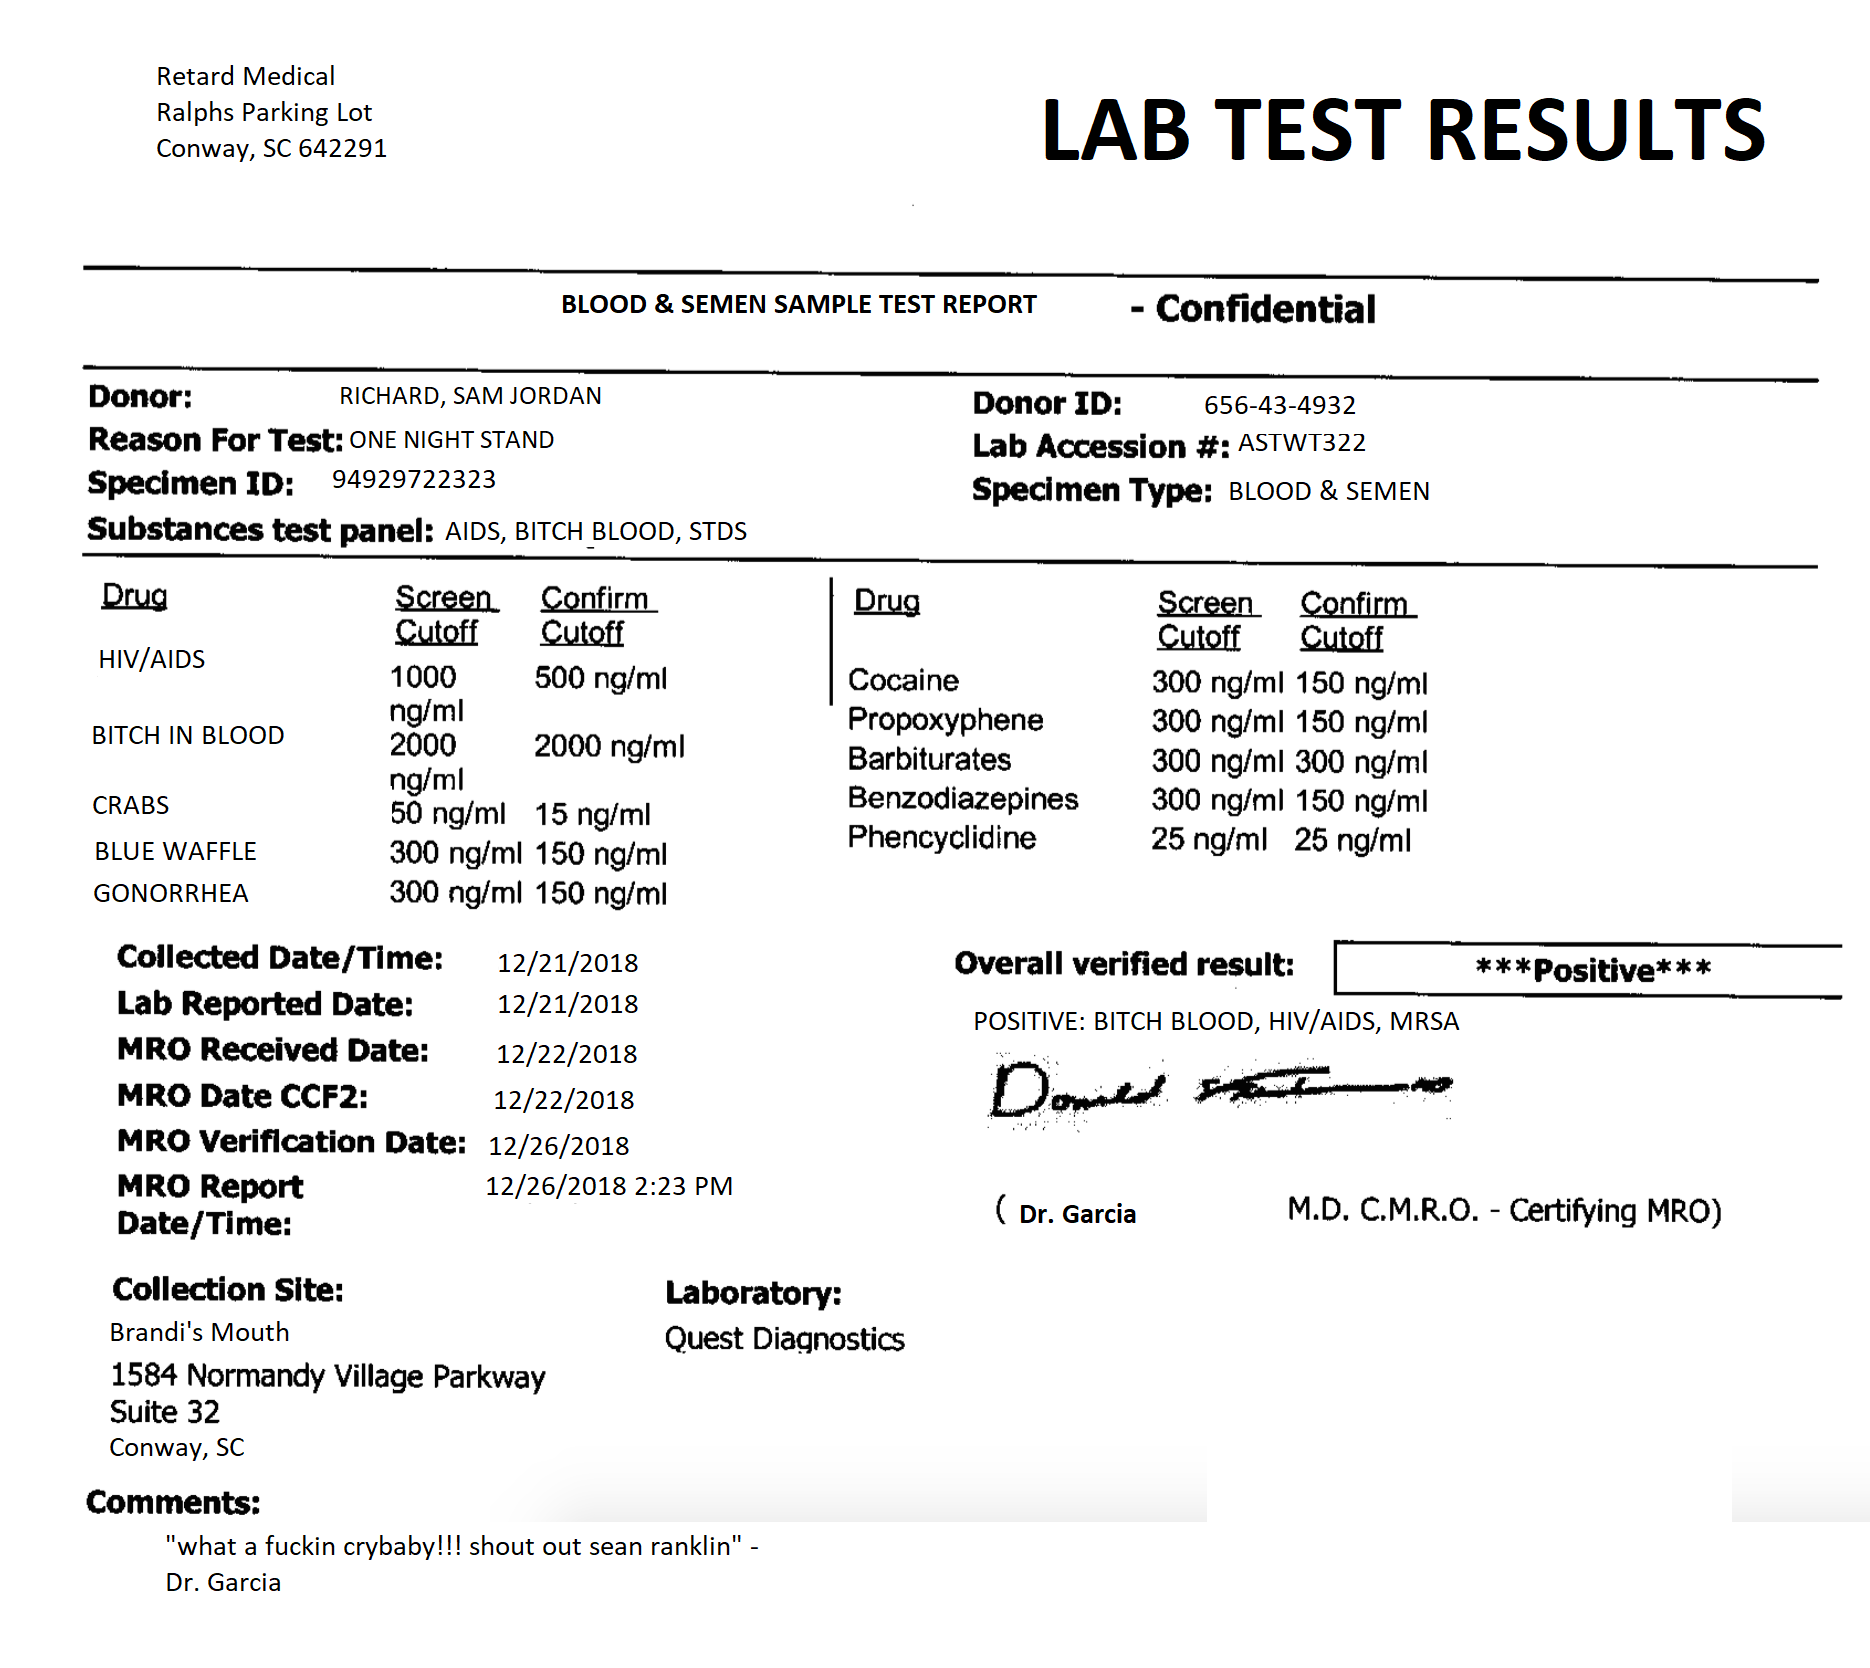 Retard Medical
Ralphs Parking Lot
Conway, SC 642291
LAB TEST RESULTS
BLOOD & SEMEN SAMPLE TEST REPORT - Confidential
Donor: RICHARD, SAM JORDAN
Reason For Test: ONE NIGHT STAND
Specimen ID: 94929722323
Substances test panel: AIDS, BITCH BLOOD, STDS
Donor ID: 656-43-4932
Lab Accession #: ASTWT322
Specimen Type: BLOOD & SEMEN
Drug Screen Confirm
Cutoff Cutoff
HIV/AIDS 1000 500 ng/ml
ng/ml
BITCH IN BLOOD 2000 2000 ng/ml
ng/ml
CRABS 50 ng/ml 15 ng/ml
BLUE WAFFLE 300 ng/ml 150 ng/ml
GONORRHEA 300 ng/ml 150 ng/ml
Drug Screen Confirm
Cutoff Cutoff
Cocaine 300 ng/ml 150 ng/ml
Propoxyphene 300 ng/ml 150 ng/ml
Barbiturates 300 ng/ml 300 ng/ml
Benzodiazepines 300 ng/ml 150 ng/ml
Phencyclidine 25 ng/ml 25 ng/ml
Collected Date/Time: 12/21/2018
Lab Reported Date: 12/21/2018
MRO Received Date: 12/22/2018
MRO Date CCF2: 12/22/2018
MRO Verification Date: 12/26/2018
MRO Report 12/26/2018 2:23 PM
Date/Time:
Overall verified result: ***Positive***
POSITIVE: BITCH BLOOD, HIV/AIDS, MRSA
Donald
( Dr. Garcia M.D. C.M.R.O. - Certifying MRO)
Collection Site:
Brandi's Mouth
1584 Normandy Village Parkway
Suite 32
Conway, SC
Laboratory:
Quest Diagnostics
Comments:
"what a fuckin crybaby!!! shout out sean ranklin" -
Dr. Garcia